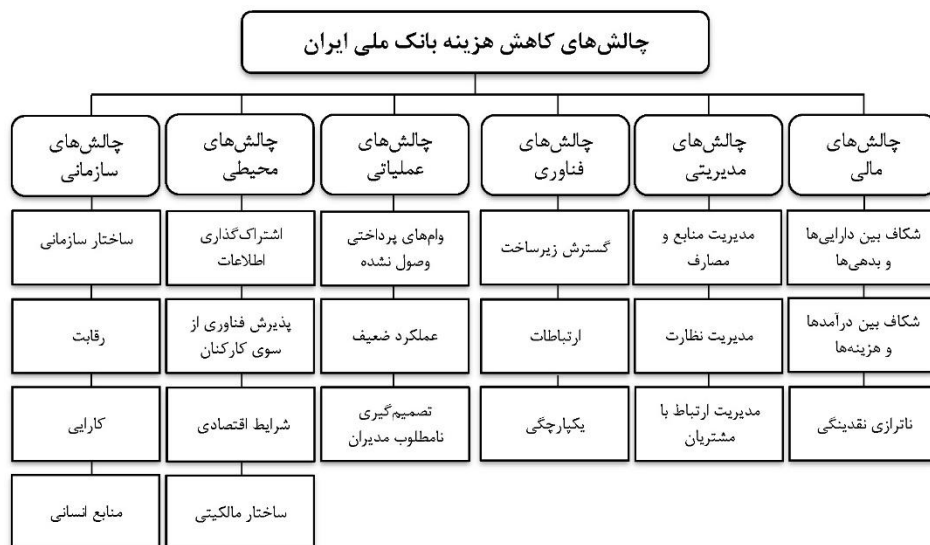 چالش‌های کاهش هزینه بانک ملی ایران
چالش‌های
مالی
شکاف بین دارایی‌ها
و بدهی‌ها
شکاف بین درآمدها
و هزینه‌ها
ناترازی نقدینگی
چالش‌های
مدیریتی
مدیریت منابع و
مصارف
مدیریت نظارت
مدیریت ارتباط با
مشتریان
چالش‌های
فناوری
گسترش زیرساخت
ارتباطات
یکپارچگی
چالش‌های
عملیاتی
وام‌های پرداختی
وصول نشده
عملکرد ضعیف
تصمیم‌گیری
نامطلوب مدیران
چالش‌های
محیطی
اشتراک‌گذاری
اطلاعات
پذیرش فناوری از
سوی کارکنان
شرایط اقتصادی
ساختار مالکیتی
چالش‌های
سازمانی
ساختار سازمانی
رقابت
کارایی
منابع انسانی